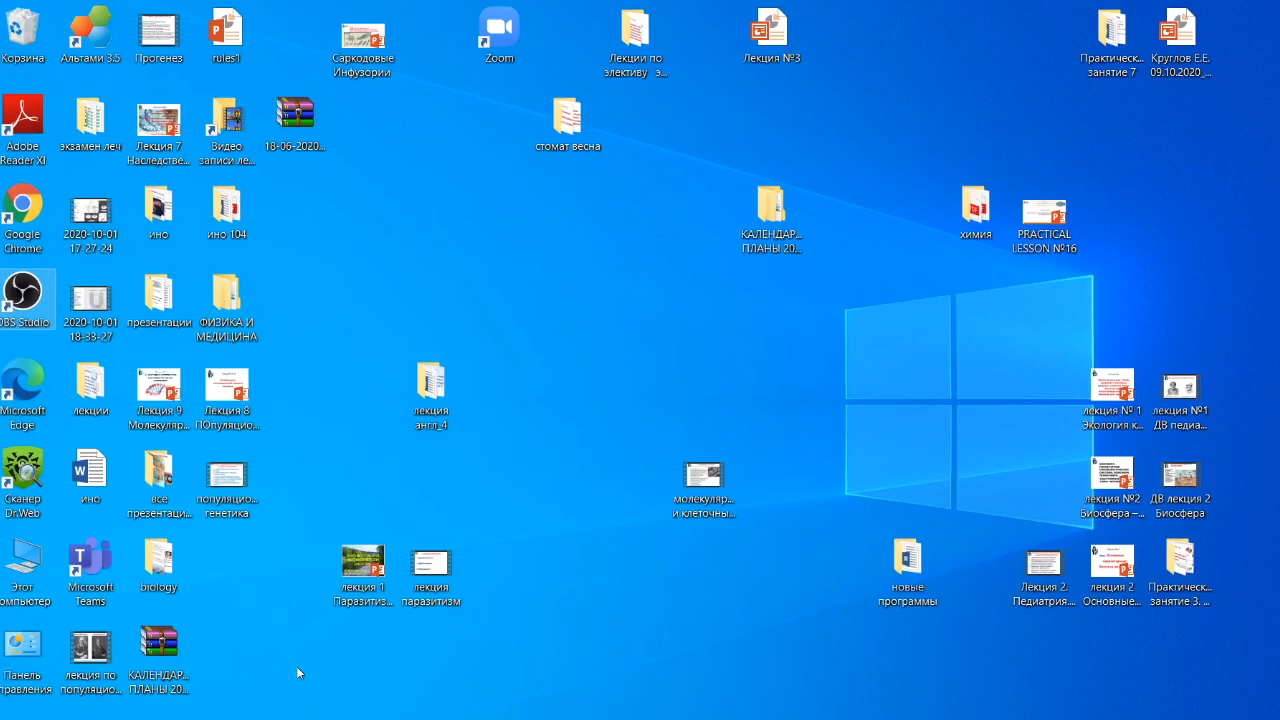 Корзина
Альтами 3.5
Прогенез
rules1
Саркодовые
Инфузории
Zoom
Лекции по
элективу э...
Лекция №3
Практическ...
занятие 7
Круглов Е.Е.
09.10.2020_...
Adobe
Reader XI
экзамен леч
Лекция 7
Наследстве...
Видео
записи ле...
18-06-2020...
стомат весна
Google
Chrome
2020-10-01
17-27-24
ино
ино 104
КАЛЕНДАР...
ПЛАНЫ 20...
химия
PRACTICAL
LESSON №16
OBS Studio
2020-10-01
18-33-27
презентации
ФИЗИКА И
МЕДИЦИНА
Microsoft
Edge
лекции
Лекция 9
Молекуляр...
Лекция 8
ПОпуляцио...
лекция
англ_4
лекция № 1
Экология к...
лекция №1
ДВ педиа...
Сканер
Dr.Web
ино
все
презентаци...
популяцио...
генетика
молекуляр...
и клеточны...
лекция №2
Биосфера –...
ДВ лекция 2
Биосфера
Этот
компьютер
Microsoft
Teams
biology
лекция 1
Паразитиз...
лекция
паразитизм
новые
программы
Лекция 2.
Педиатрия....
лекция 2
Основные...
Практическ...
занятие 3. ...
Панель
управления
лекция по
популяцио...
КАЛЕНДАР...
ПЛАНЫ 20...